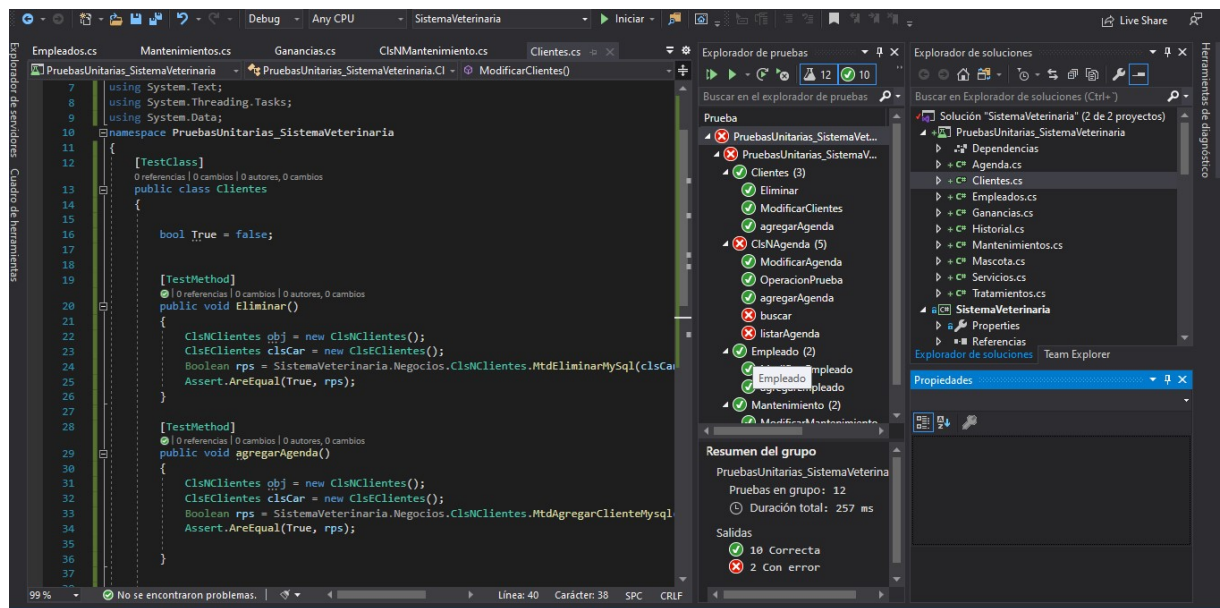 Debug
Any CPU
SistemaVeterinaria
Iniciar
Live Share
Explorador de servidores
Cuadro de herramientas
Empleados.cs
Mantenimientos.cs
Ganancias.cs
ClsNMantenimiento.cs
Clientes.cs
PruebasUnitarias_SistemaVeterinaria
PruebasUnitarias_SistemaVeterinaria.Cl
ModificarClientes()
7 using System.Text;
8 using System.Threading.Tasks;
9 using System.Data;
10 namespace PruebasUnitarias_SistemaVeterinaria
11 {
12 [TestClass]
0 referencias | 0 cambios | 0 autores, 0 cambios
13 public class Clientes
14 {
15
16 bool True = false;
17
18
19 [TestMethod]
0 referencias | 0 cambios | 0 autores, 0 cambios
20 public void Eliminar()
21 {
22 ClsNClientes obj = new ClsNClientes();
23 ClsEClientes clsCar = new ClsEClientes();
24 Boolean rps = SistemaVeterinaria.Negocios.ClsNClientes.MtdEliminarMySql(clsCa
25 Assert.AreEqual(True, rps);
26 }
27
28 [TestMethod]
0 referencias | 0 cambios | 0 autores, 0 cambios
29 public void agregarAgenda()
30 {
31 ClsNClientes obj = new ClsNClientes();
32 ClsEClientes clsCar = new ClsEClientes();
33 Boolean rps = SistemaVeterinaria.Negocios.ClsNClientes.MtdAgregarClienteMysql
34 Assert.AreEqual(True, rps);
35
36 }
37
99 %
No se encontraron problemas.
Línea: 40
Carácter: 38
SPC
CRLF
Explorador de pruebas
12
10
Buscar en el explorador de pruebas
Prueba
PruebasUnitarias_SistemaVet...
PruebasUnitarias_SistemaV...
Clientes (3)
Eliminar
ModificarClientes
agregarAgenda
ClsNAgenda (5)
ModificarAgenda
OperacionPrueba
agregarAgenda
buscar
listarAgenda
Empleado (2)
Empleado
Mantenimiento (2)
ModificarMantenimiento
Resumen del grupo
PruebasUnitarias_SistemaVeterina
Pruebas en grupo: 12
Duración total: 257 ms
Salidas
10 Correcta
2 Con error
Explorador de soluciones
Buscar en Explorador de soluciones (Ctrl+´)
Solución "SistemaVeterinaria" (2 de 2 proyectos)
PruebasUnitarias_SistemaVeterinaria
Dependencias
C# Agenda.cs
C# Clientes.cs
C# Empleados.cs
C# Ganancias.cs
C# Historial.cs
C# Mantenimientos.cs
C# Mascota.cs
C# Servicios.cs
C# Tratamientos.cs
SistemaVeterinaria
Properties
Referencias
Explorador de soluciones
Team Explorer
Propiedades
Herramientas de diagnóstico